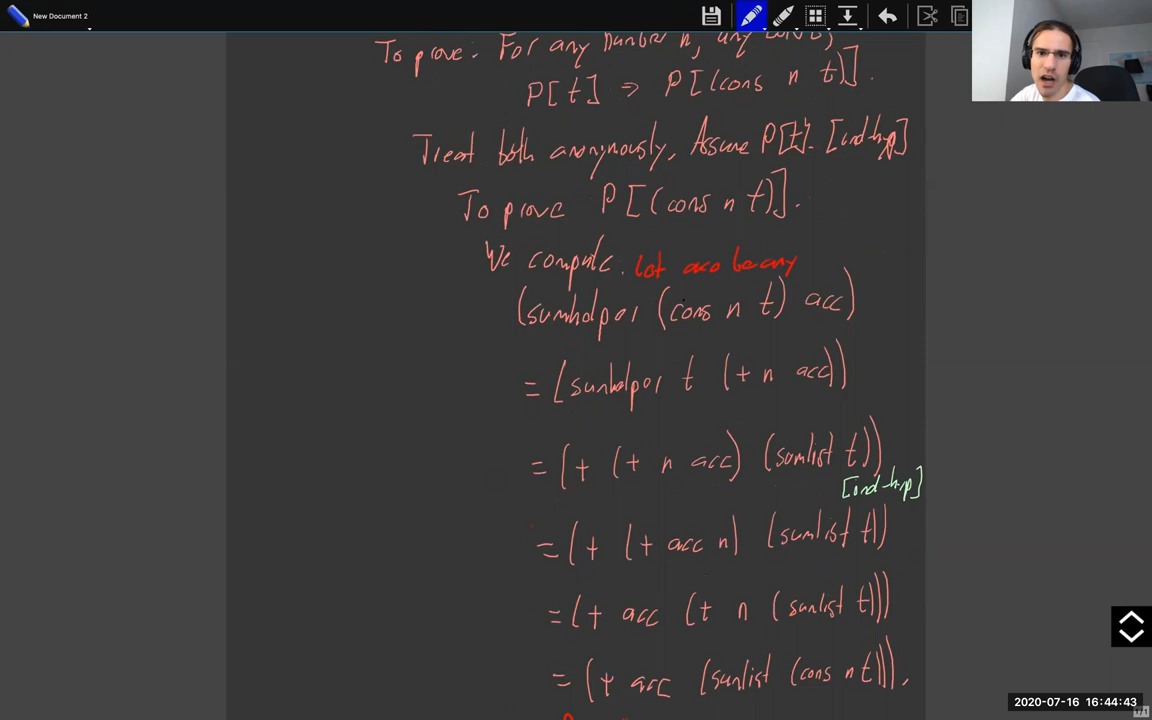 New Document 2
To prove: For any number n, any
P[t] ⇒ P[(cons n t)].
Treat both anonymously. Assume P[t]. [ind-hyp]
To prove P[(cons n t)].
We compute. Let acc be any
(sumhelper (cons n t) acc)
= (sumhelper t (+ n acc))
= (+ (+ n acc) (sumlist t))
[ind-hyp]
= (+ (+ acc n) (sumlist t))
= (+ acc (+ n (sumlist t)))
= (+ acc (sumlist (cons n t))).
2020-07-16 16:44:43